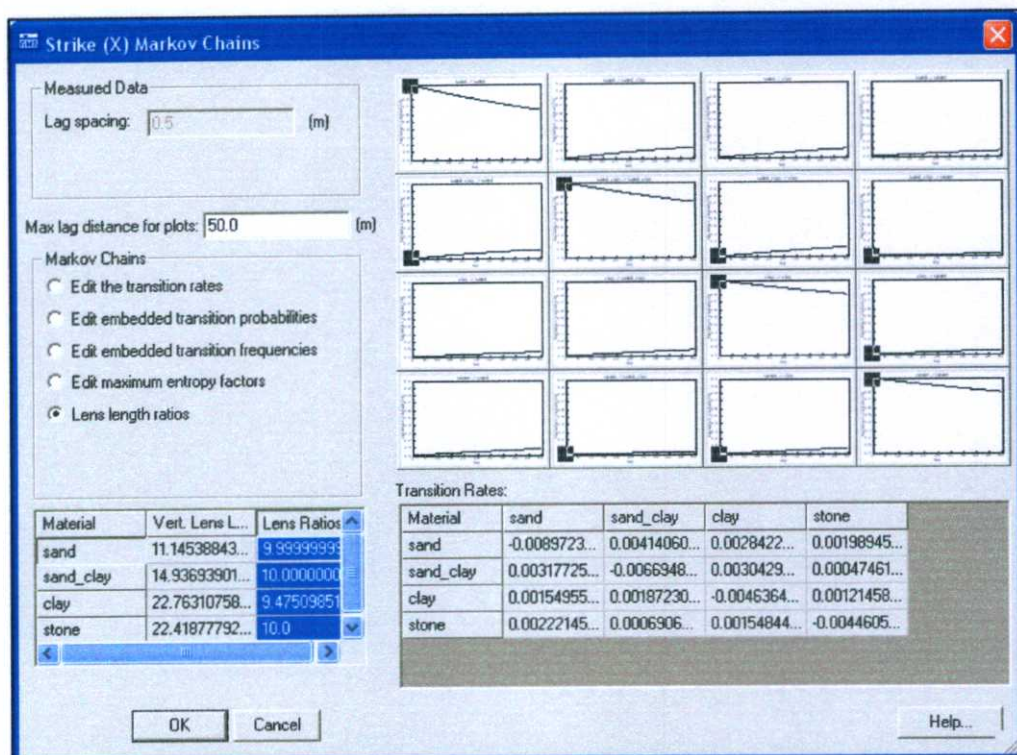 Strike (X) Markov Chains
Measured Data
Lag spacing: 0.5 (m)
Max lag distance for plots: 50.0 (m)
Markov Chains
Edit the transition rates
Edit embedded transition probabilities
Edit embedded transition frequencies
Edit maximum entropy factors
Lens length ratios
Material Vert. Lens L... Lens Ratios
sand 11.14538843... 9.99999999
sand_clay 14.93693901... 10.0000000
clay 22.76310758... 9.47509851
stone 22.41877792... 10.0
Transition Rates:
Material sand sand_clay clay stone
sand -0.0089723... 0.00414060... 0.0028422... 0.00198945...
sand_clay 0.00317725... -0.0066948... 0.0030429... 0.00047461...
clay 0.00154955... 0.00187230... -0.0046364... 0.00121458...
stone 0.00222145... 0.0006906... 0.00154844... -0.0044605...
OK Cancel Help...